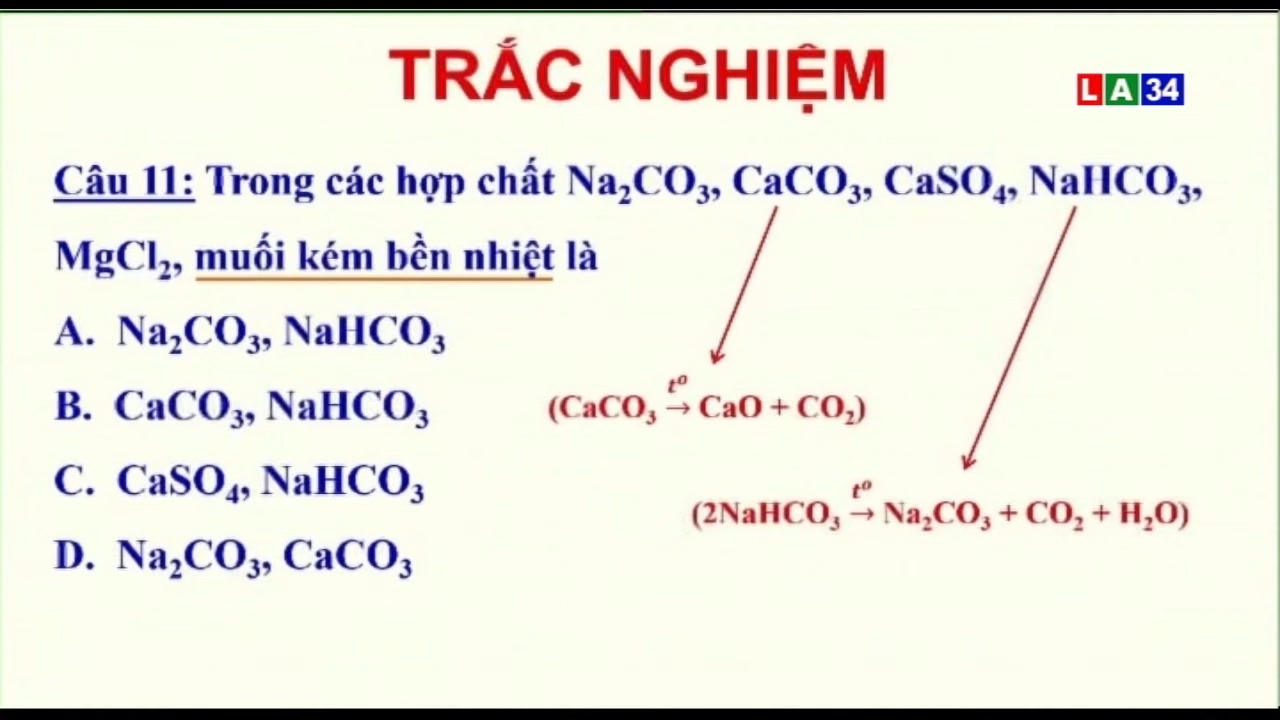 TRẮC NGHIỆM
LA34
Câu 11: Trong các hợp chất Na₂CO₃, CaCO₃, CaSO₄, NaHCO₃,
MgCl₂, muối kém bền nhiệt là
A. Na₂CO₃, NaHCO₃
B. CaCO₃, NaHCO₃
(CaCO₃ →tᵒ CaO + CO₂)
C. CaSO₄, NaHCO₃
(2NaHCO₃ →tᵒ Na₂CO₃ + CO₂ + H₂O)
D. Na₂CO₃, CaCO₃